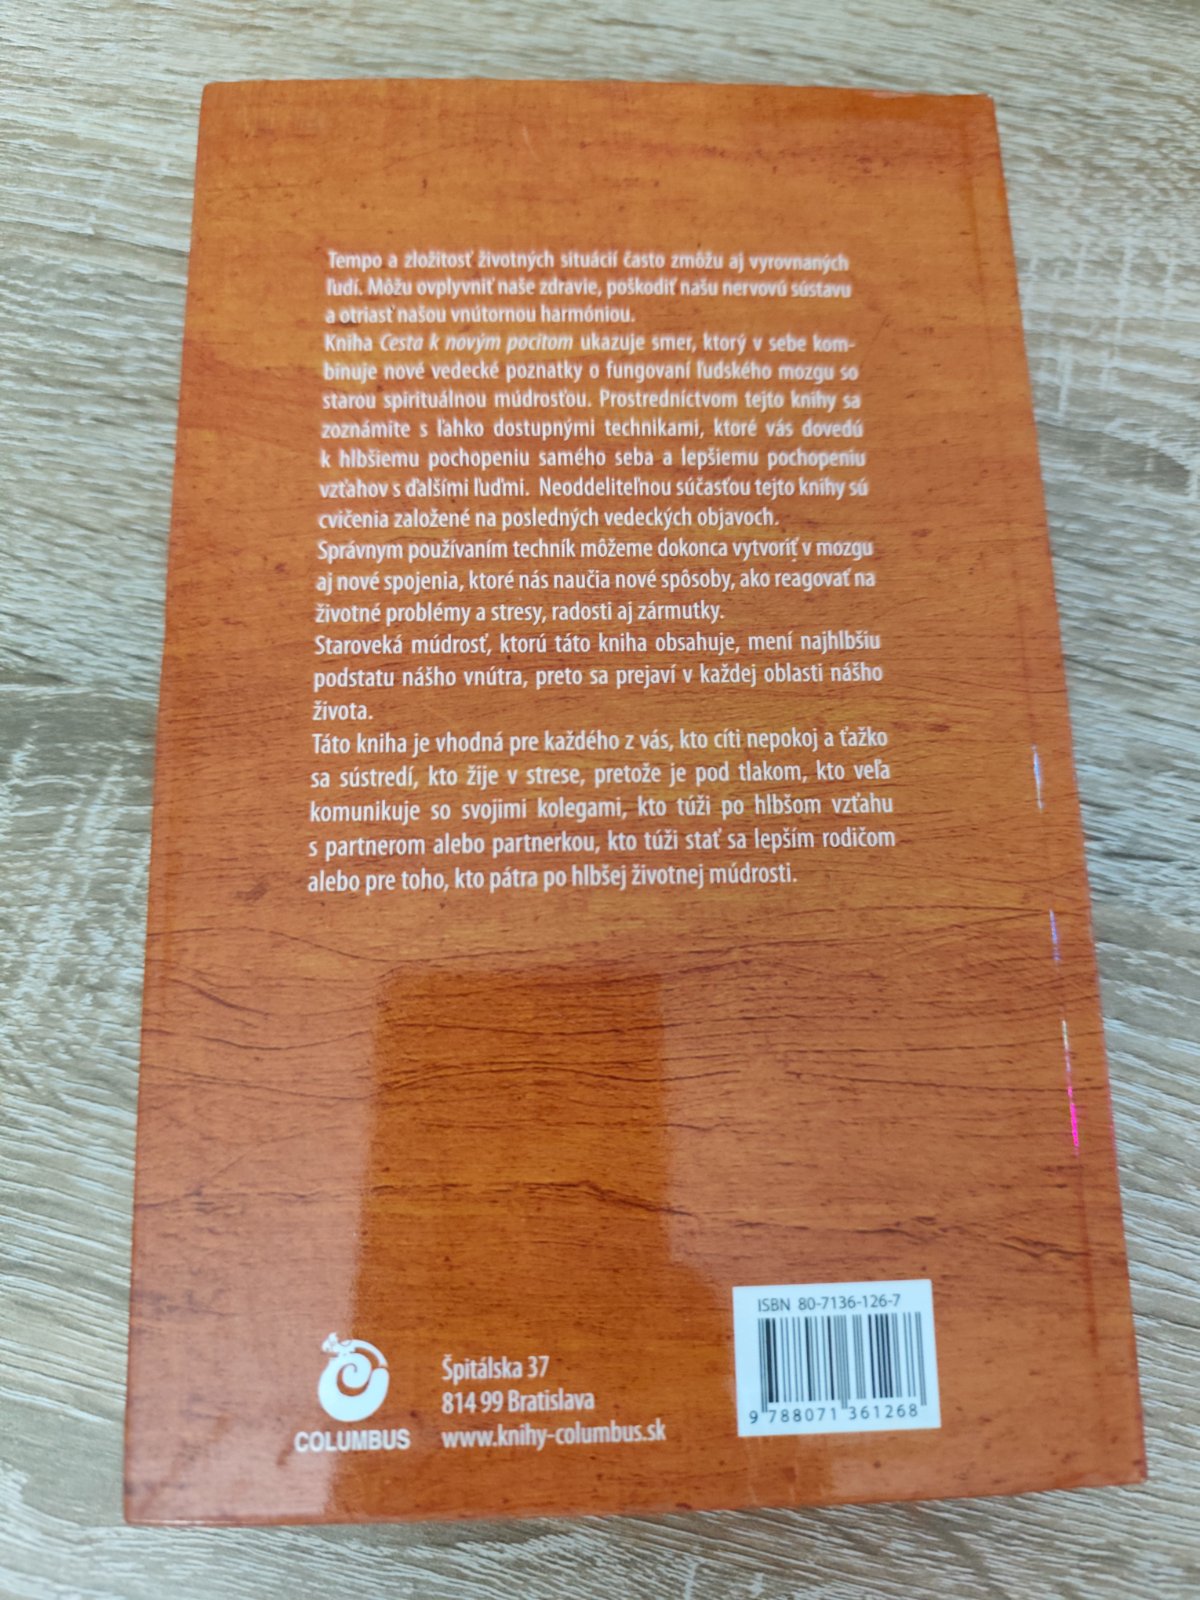 Tempo a zložitosť životných situácií často zmôžu aj vyrovnaných
ľudí. Môžu ovplyvniť naše zdravie, poškodiť našu nervovú sústavu
a otriasť našou vnútornou harmóniou.
Kniha Cesta k novým pocitom ukazuje smer, ktorý v sebe kom-
binuje nové vedecké poznatky o fungovaní ľudského mozgu so
starou spirituálnou múdrosťou. Prostredníctvom tejto knihy sa
zoznámite s ľahko dostupnými technikami, ktoré vás dovedú
k hlbšiemu pochopeniu samého seba a lepšiemu pochopeniu
vzťahov s ďalšími ľuďmi. Neoddeliteľnou súčasťou tejto knihy sú
cvičenia založené na posledných vedeckých objavoch.
Správnym používaním techník môžeme dokonca vytvoriť v mozgu
aj nové spojenia, ktoré nás naučia nové spôsoby, ako reagovať na
životné problémy a stresy, radosti aj zármutky.
Staroveká múdrosť, ktorú táto kniha obsahuje, mení najhlbšiu
podstatu nášho vnútra, preto sa prejaví v každej oblasti nášho
života.
Táto kniha je vhodná pre každého z vás, kto cíti nepokoj a ťažko
sa sústredí, kto žije v strese, pretože je pod tlakom, kto veľa
komunikuje so svojimi kolegami, kto túži po hlbšom vzťahu
s partnerom alebo partnerkou, kto túži stať sa lepším rodičom
alebo pre toho, kto pátra po hlbšej životnej múdrosti.
ISBN 80-7136-126-7
9 788071 361268
COLUMBUS
Špitálska 37
814 99 Bratislava
www.knihy-columbus.sk